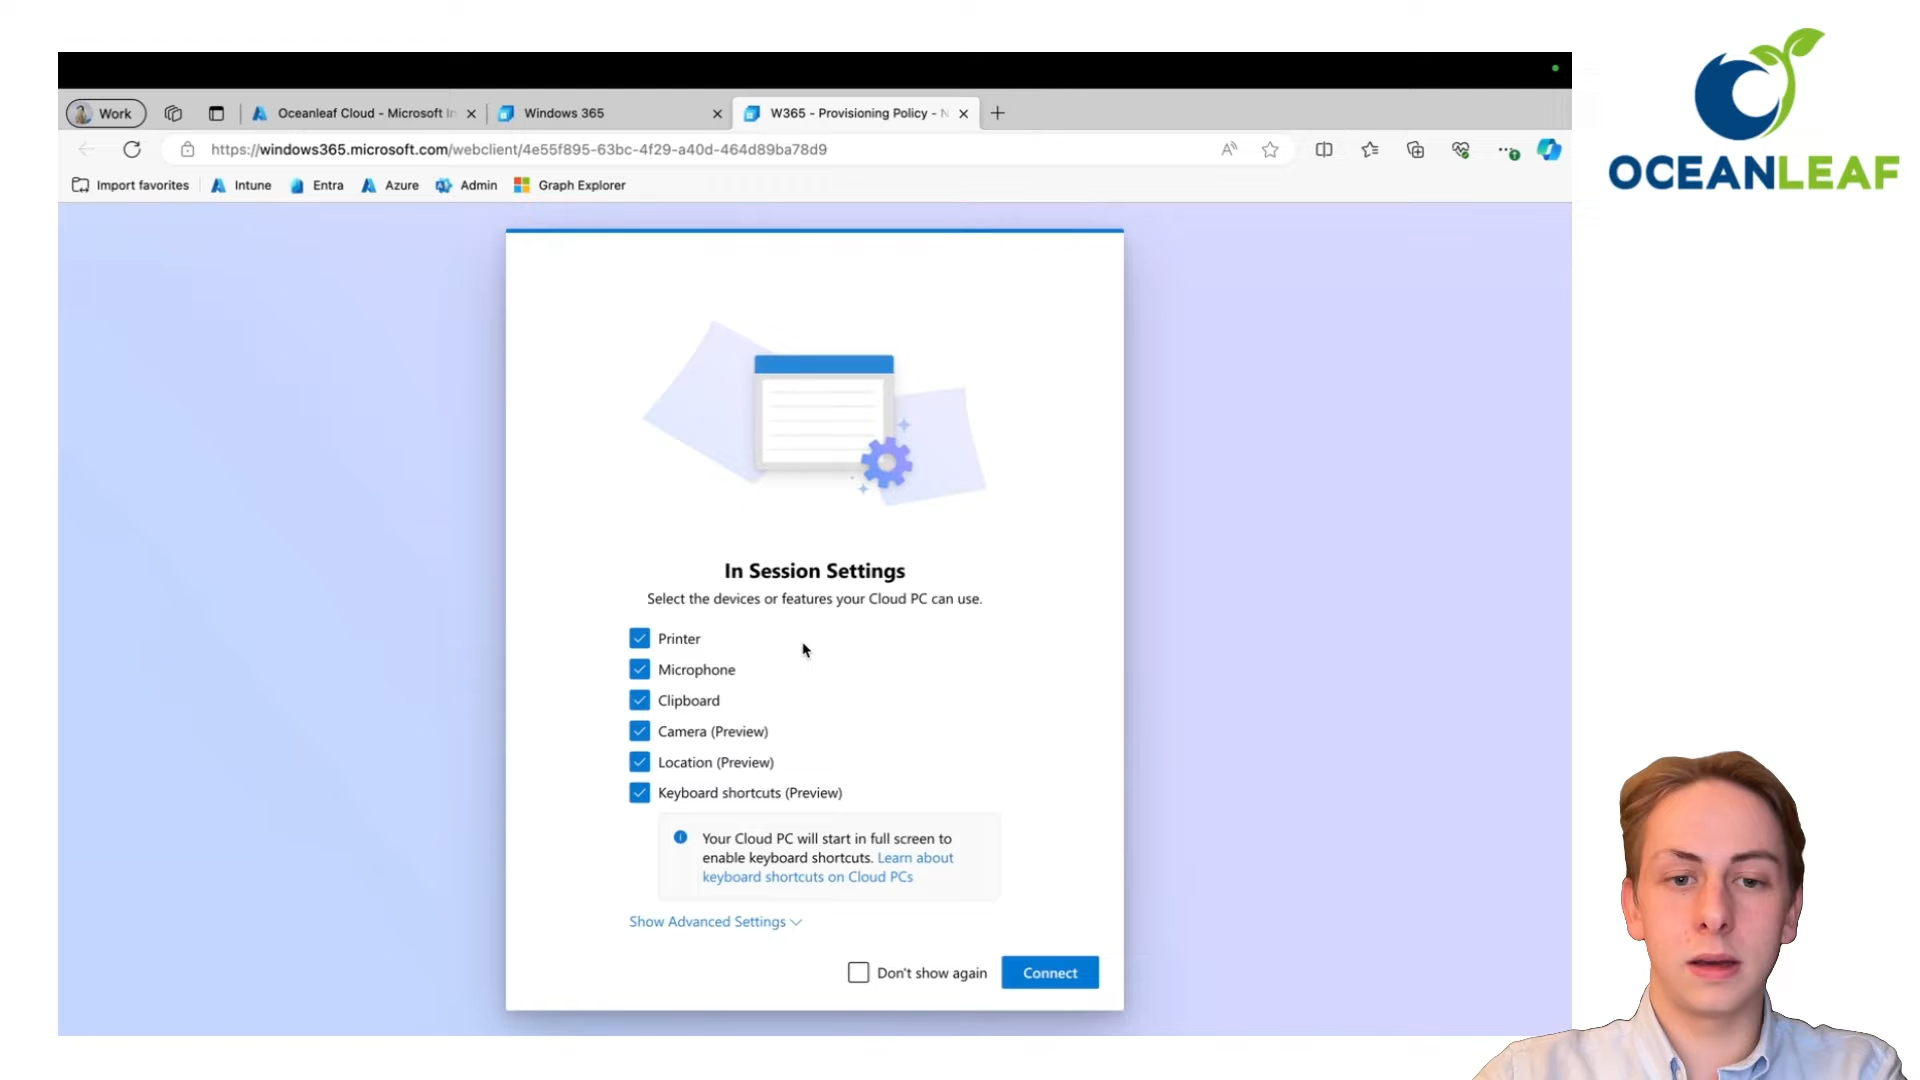 Work
Oceanleaf Cloud - Microsoft In
Windows 365
W365 - Provisioning Policy - N
https://windows365.microsoft.com/webclient/4e55f895-63bc-4f29-a40d-464d89ba78d9
Import favorites
Intune
Entra
Azure
Admin
Graph Explorer
OCEANLEAF
In Session Settings
Select the devices or features your Cloud PC can use.
Printer
Microphone
Clipboard
Camera (Preview)
Location (Preview)
Keyboard shortcuts (Preview)
Your Cloud PC will start in full screen to
enable keyboard shortcuts. Learn about
keyboard shortcuts on Cloud PCs
Show Advanced Settings
Don't show again
Connect